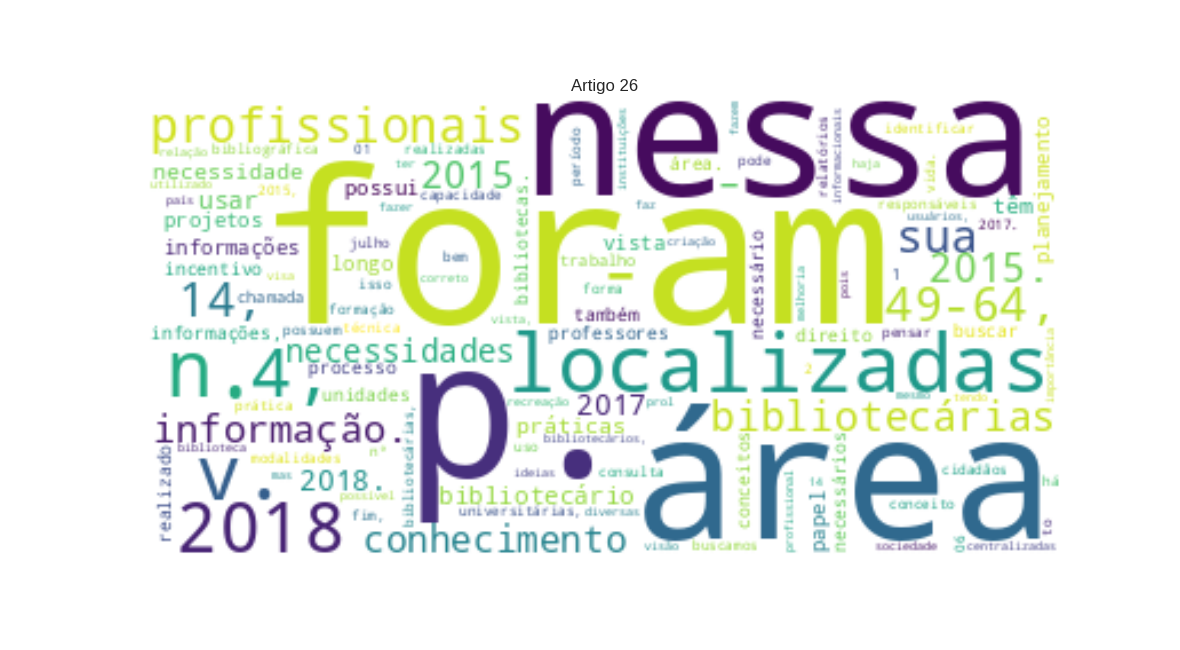 Artigo 26
profissionais
nessa
relação
bibliográfica
01
realizadas
necessidade
ter
2015.
período
instituições
fazem
área.
pode
relatórios
informacionais
identificar
haja
vida.
planejamento
utilizado
2015,
possui
capacidade
–
responsáveis
país
usar
fazer
bibliotecas.
faz
usuários,
têm
projetos
foram
2017.
informações
julho
bem
vista
criação
necessário
sua
incentivo
visa
longo
trabalho
correto
isso
–
forma
melhoria
pois
1
2015.
14,
chamada
formação
vista,
também
49-64,
informações,
possuem
técnica
professores
direito
pensar
buscar
n.4,
necessidades
localizadas
importância
processo
p.
2
unidades
recreação
2017
prol
mesmo
tendo
prática
bibliotecárias,
práticas
bibliotecárias
informação.
uso
bibliotecários,
área
biblioteca
nº
realizado
v.
modalidades
mas
2018.
ideias
consulta
conceitos
necessários
cidadãos
há
possível
bibliotecário
profissional
14
papel
conceito
2018
fim,
universitárias,
diversas
to
conhecimento
visão
buscamos
sociedade
06
centralizadas